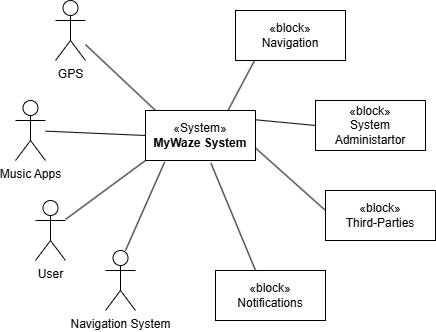 «block»
Navigation
GPS
«System»
MyWaze System
«block»
System
Administartor
Music Apps
«block»
Third-Parties
User
«block»
Notifications
Navigation System